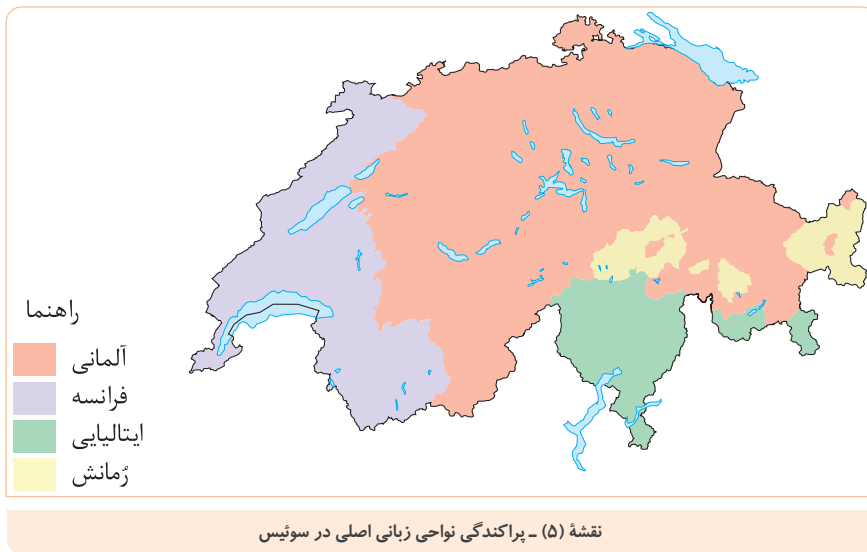 راهنما
آلمانی
فرانسه
ایتالیایی
رُمانش
نقشهٔ (۵) ـ پراکندگی نواحی زبانی اصلی در سوئیس